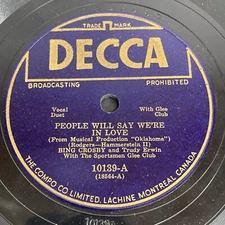 TRADE MARK
DECCA
BROADCASTING PROHIBITED
Vocal With Glee
Duet Club
PEOPLE WILL SAY WE'RE
IN LOVE
(From Musical Production "Oklahoma")
(Rodgers—Hammerstein II)
BING CROSBY and Trudy Erwin
With The Sportsmen Glee Club
10139-A
(18564-A)
THE COMPO CO. LIMITED, LACHINE MONTREAL CANADA
10139A